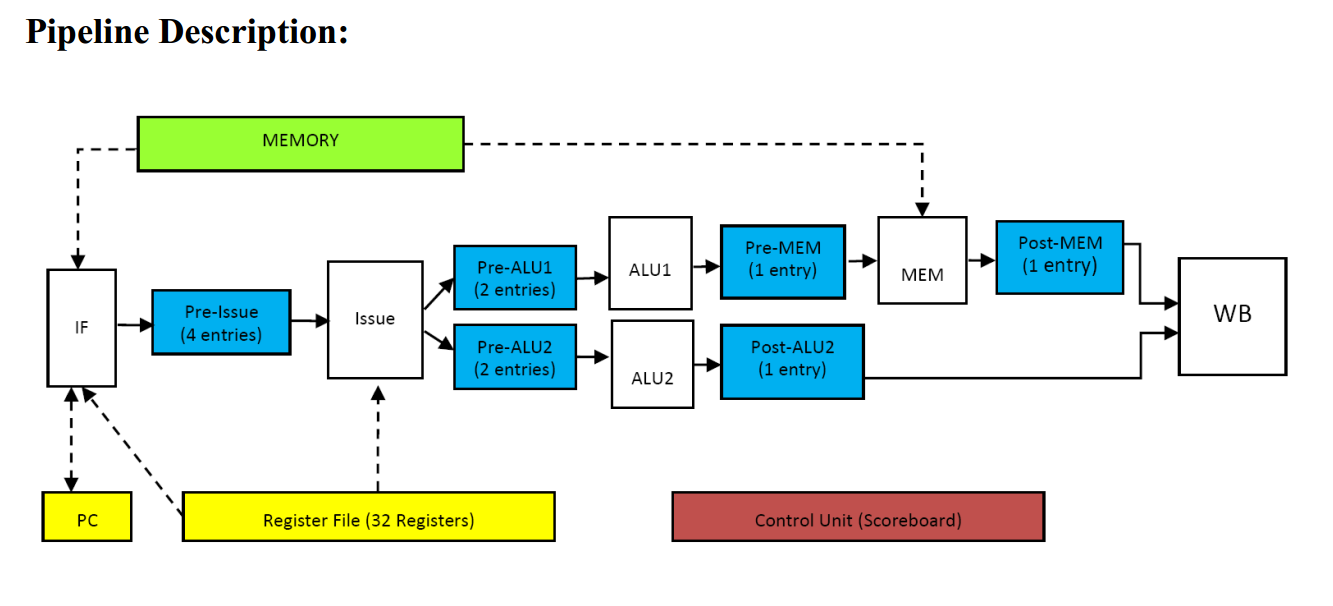 Pipeline Description:
MEMORY
IF
Pre-Issue
(4 entries)
Issue
Pre-ALU1
(2 entries)
Pre-ALU2
(2 entries)
ALU1
ALU2
Pre-MEM
(1 entry)
Post-ALU2
(1 entry)
MEM
Post-MEM
(1 entry)
WB
PC
Register File (32 Registers)
Control Unit (Scoreboard)